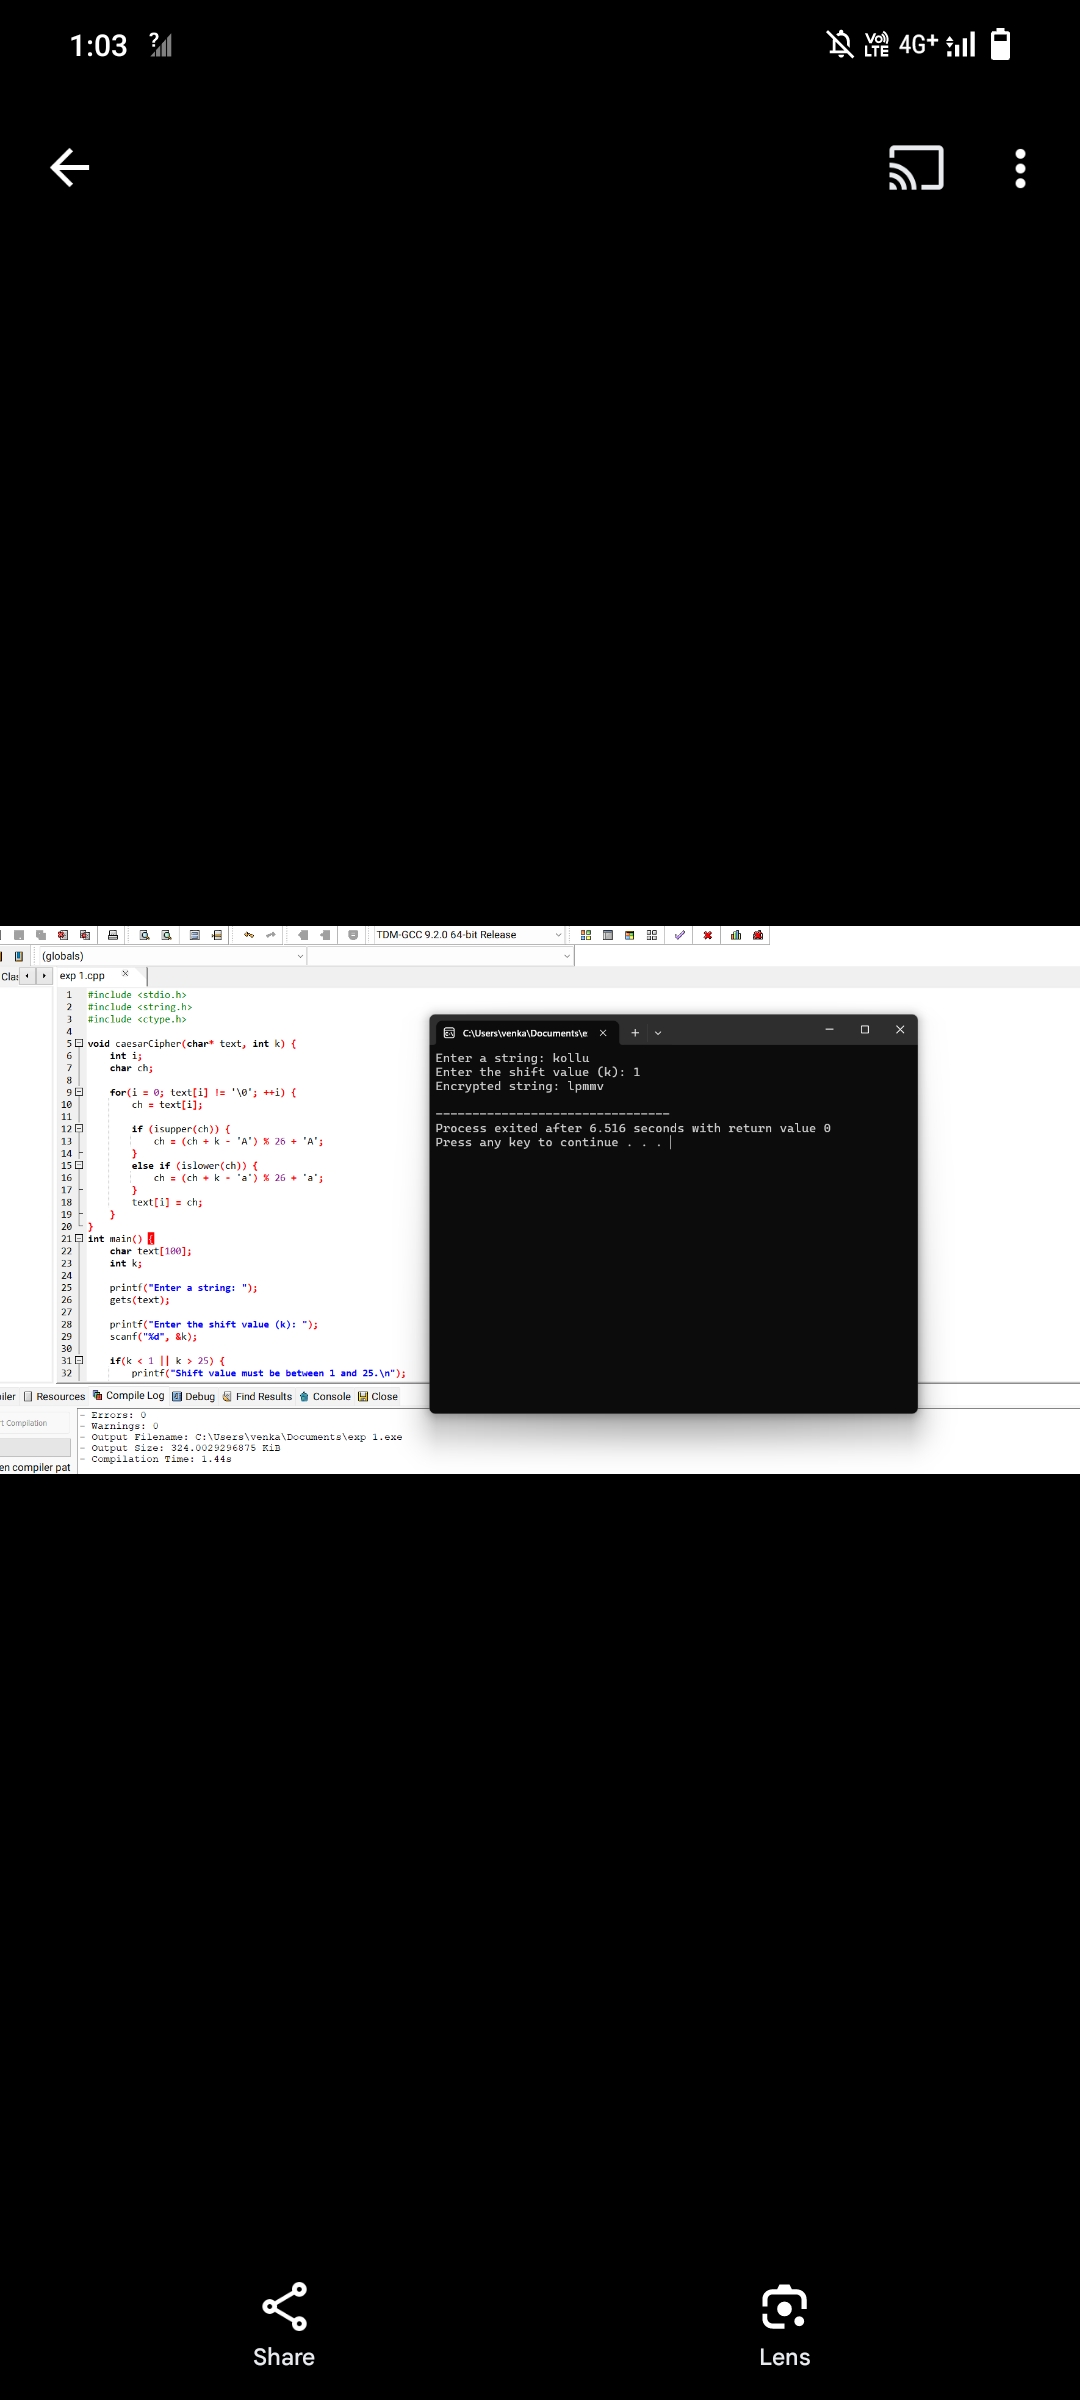 1:03 ? VoLTE 4G+
TDM-GCC 9.2.0 64-bit Release
(globals)
Clas exp 1.cpp
1 #include <stdio.h>
2 #include <string.h>
3 #include <ctype.h>
4
5 void caesarCipher(char* text, int k) {
6 int i;
7 char ch;
8
9 for(i = 0; text[i] != '\0'; ++i) {
10 ch = text[i];
11
12 if (isupper(ch)) {
13 ch = (ch + k - 'A') % 26 + 'A';
14 }
15 else if (islower(ch)) {
16 ch = (ch + k - 'a') % 26 + 'a';
17 }
18 text[i] = ch;
19 }
20 }
21 int main() {
22 char text[100];
23 int k;
24
25 printf("Enter a string: ");
26 gets(text);
27
28 printf("Enter the shift value (k): ");
29 scanf("%d", &k);
30
31 if(k < 1 || k > 25) {
32 printf("Shift value must be between 1 and 25.\n");
C:\Users\venka\Documents\e
Enter a string: kollu
Enter the shift value (k): 1
Encrypted string: lpmmv
--------------------------------
Process exited after 6.516 seconds with return value 0
Press any key to continue . . .
iler Resources Compile Log Debug Find Results Console Close
rt Compilation
en compiler pat
- Errors: 0
- Warnings: 0
- Output Filename: C:\Users\venka\Documents\exp 1.exe
- Output Size: 324.0029296875 KiB
- Compilation Time: 1.44s
Share Lens